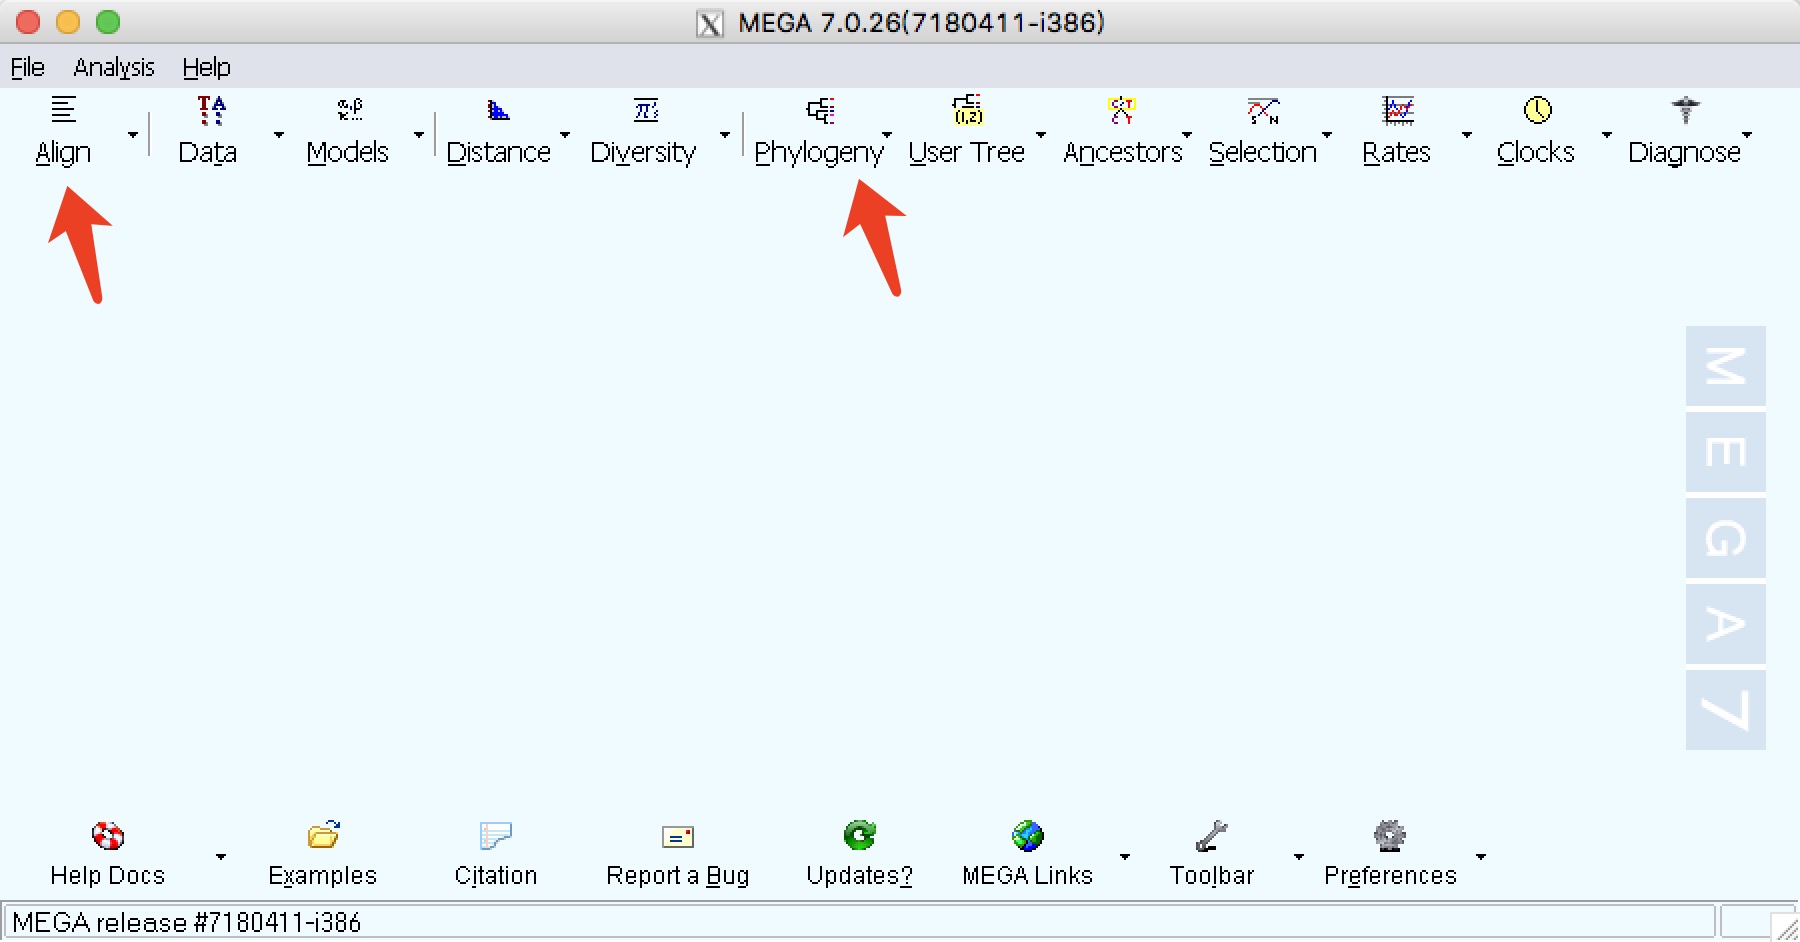 MEGA 7.0.26(7180411-i386)
File Analysis Help
Align Data Models Distance Diversity Phylogeny User Tree Ancestors Selection Rates Clocks Diagnose
M
E
G
A
7
Help Docs Examples Citation Report a Bug Updates? MEGA Links Toolbar Preferences
MEGA release #7180411-i386